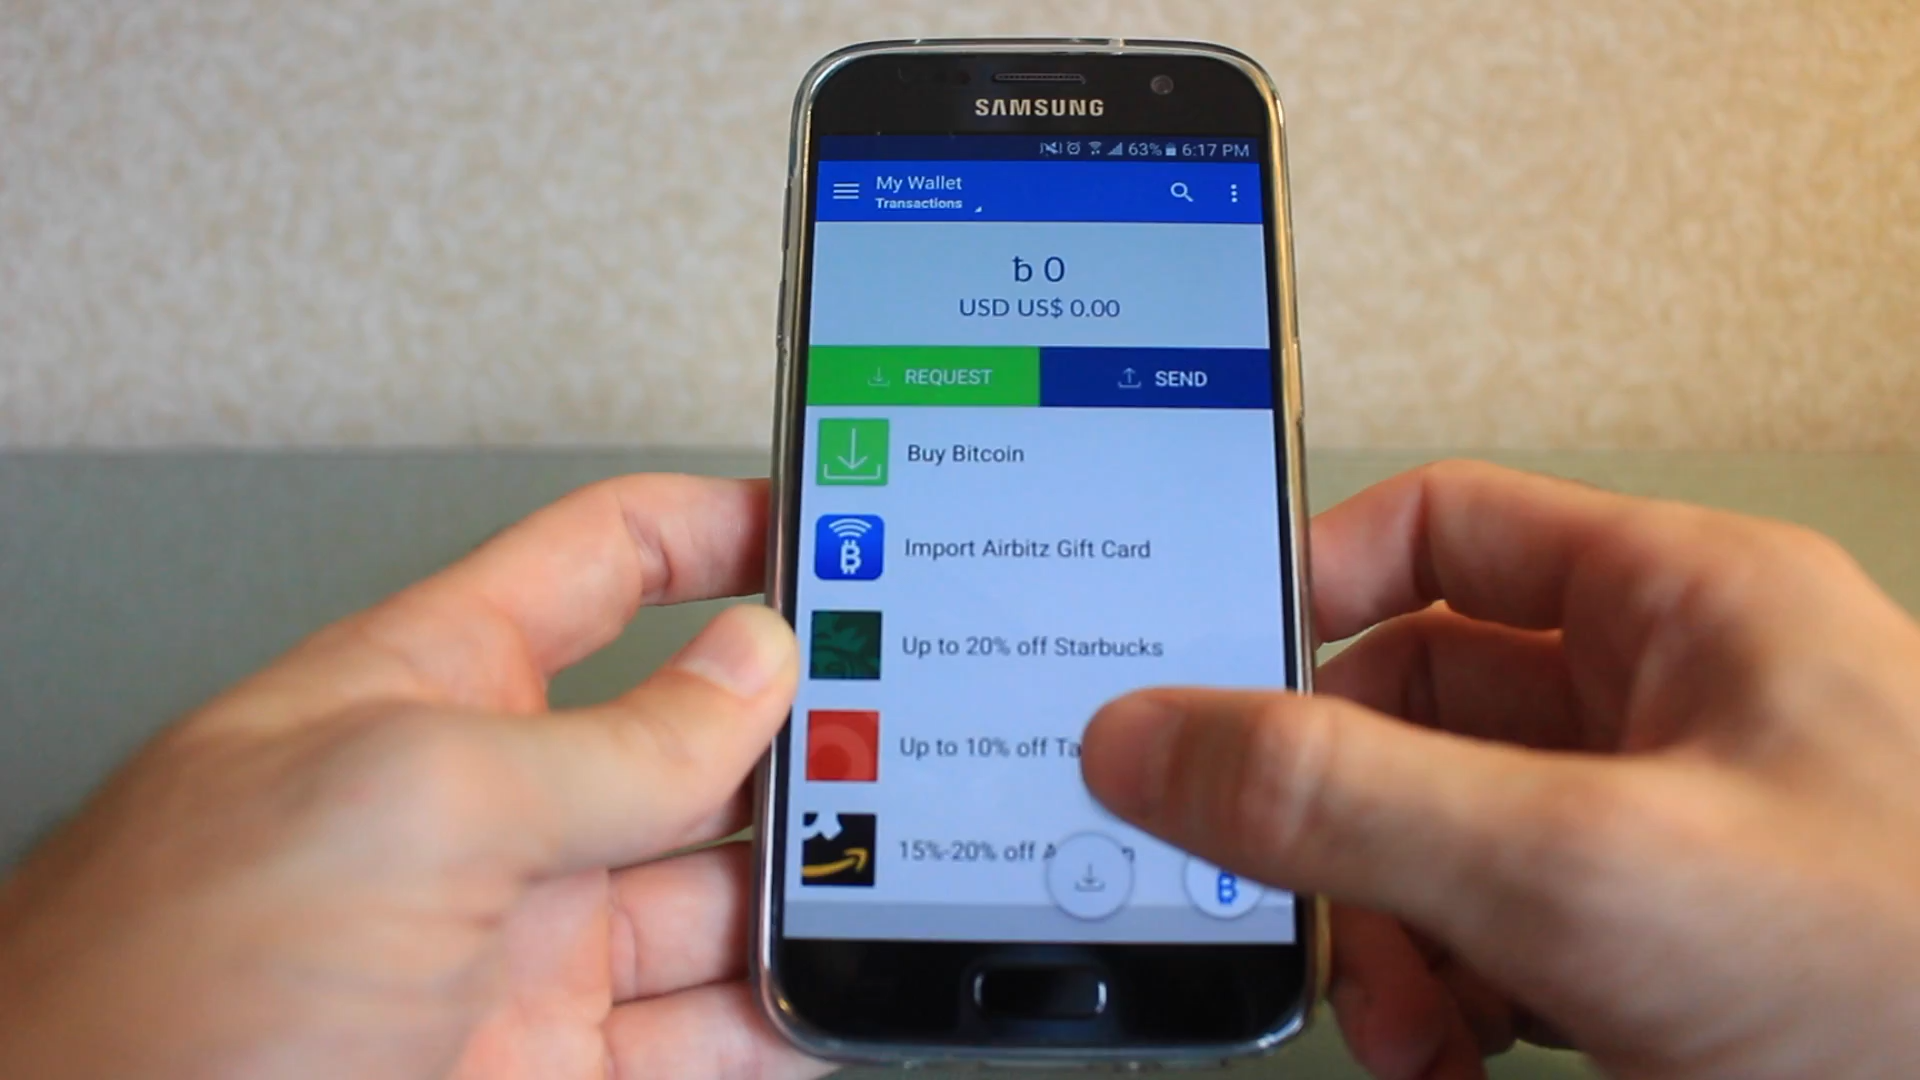 SAMSUNG
63% 6:17 PM
My Wallet
Transactions
ƀ 0
USD US$ 0.00
REQUEST
SEND
Buy Bitcoin
Import Airbitz Gift Card
Up to 20% off Starbucks
Up to 10% off
15%-20% off